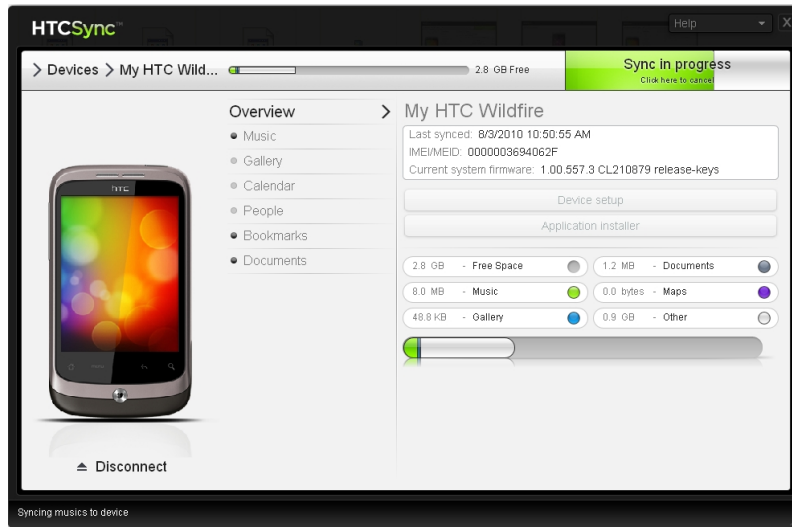 HTCSync™
Help
X
Devices
My HTC Wild...
2.8 GB Free
Sync in progress
Click here to cancel
Overview
Music
Gallery
Calendar
People
Bookmarks
Documents
My HTC Wildfire
Last synced: 8/3/2010 10:50:55 AM
IMEI/MEID: 0000003694062F
Current system firmware: 1.00.557.3 CL210879 release-keys
Device setup
Application installer
2.8 GB - Free Space
1.2 MB - Documents
8.0 MB - Music
0.0 bytes - Maps
48.8 KB - Gallery
0.9 GB - Other
hTC
Disconnect
Syncing musics to device